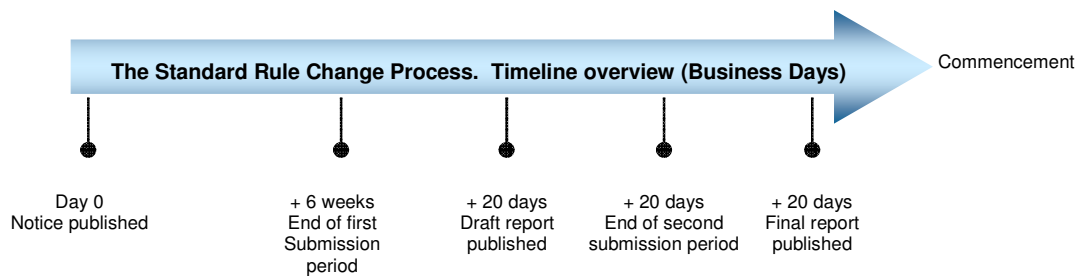 The Standard Rule Change Process.  Timeline overview (Business Days)
Commencement
Day 0
Notice published
+ 6 weeks
End of first
Submission
period
+ 20 days
Draft report
published
+ 20 days
End of second
submission period
+ 20 days
Final report
published